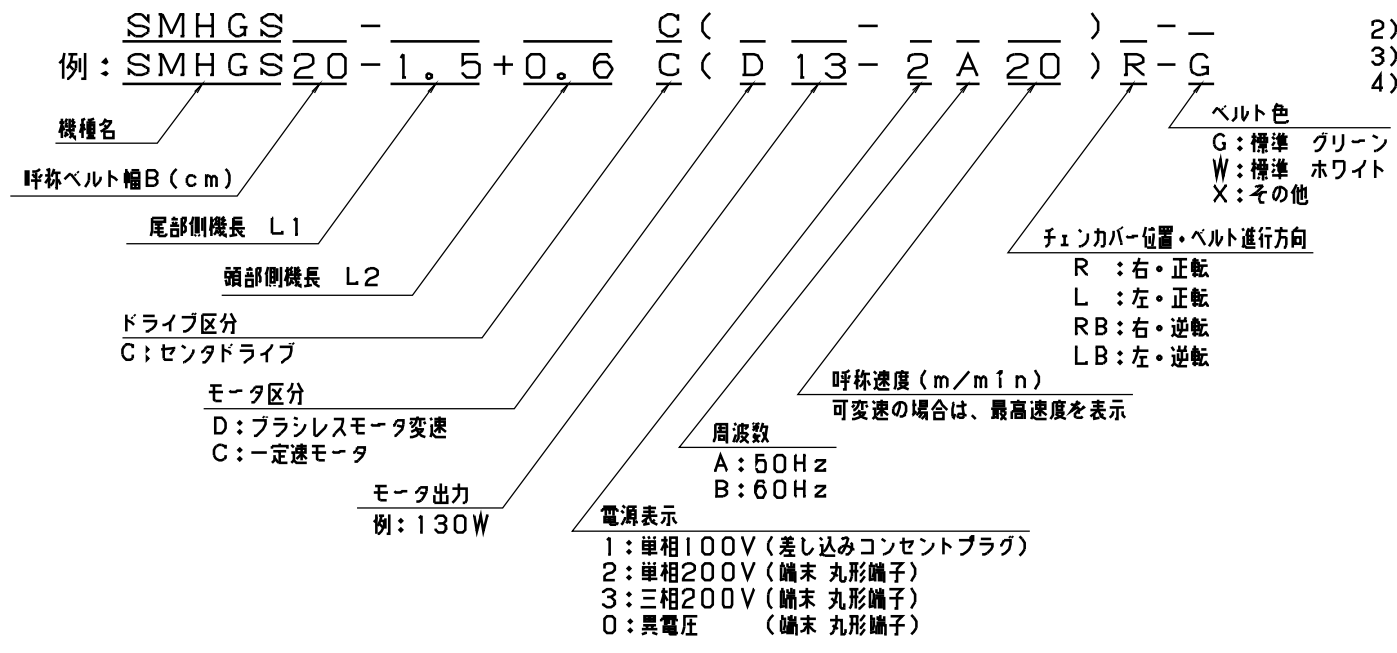 SMHGS＿＿-＿＿ ＿＿ C(＿ ＿＿-＿ ＿ ＿＿)＿-＿ 2)
例：SMHGS20-1.5+0.6 C(D 13-2 A 20)R-G 3)
4)
ベルト色
G：標準 グリーン
W：標準 ホワイト
X：その他
機種名
呼称ベルト幅B(cm)
尾部側機長 L1
チェンカバー位置・ベルト進行方向
R ：右・正転
L ：左・正転
RB：右・逆転
LB：左・逆転
頭部側機長 L2
ドライブ区分
C：センタドライブ
呼称速度(m/min)
可変速の場合は、最高速度を表示
モータ区分
D：ブラシレスモータ変速
C：一定速モータ
周波数
A：50Hz
B：60Hz
モータ出力
例：130W
電源表示
1：単相100V(差し込みコンセントプラグ)
2：単相200V(端末 丸形端子)
3：三相200V(端末 丸形端子)
0：異電圧 (端末 丸形端子)